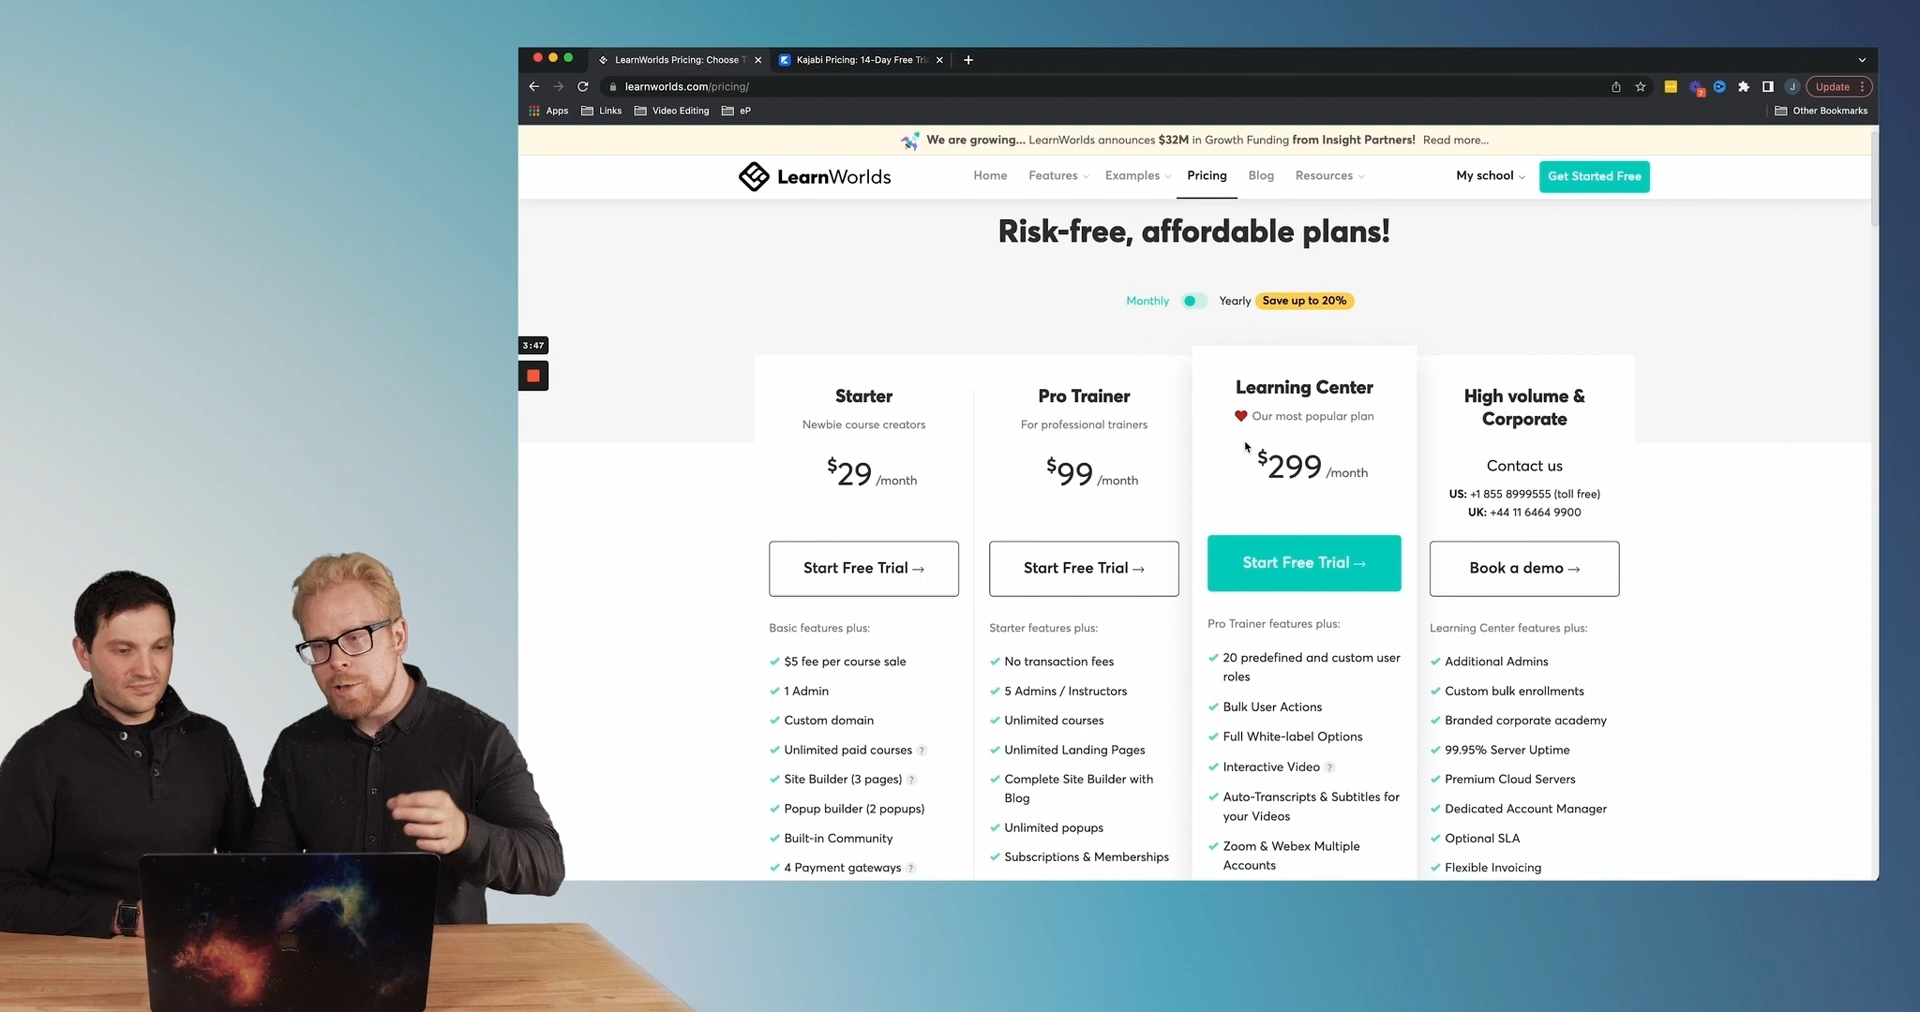 LearnWorlds Pricing: Choose T
Kajabi Pricing: 14-Day Free Tri
learnworlds.com/pricing/
J
Update
Apps
Links
Video Editing
eP
Other Bookmarks
We are growing... LearnWorlds announces $32M in Growth Funding from Insight Partners! Read more...
LearnWorlds
Home
Features
Examples
Pricing
Blog
Resources
My school
Get Started Free
Risk-free, affordable plans!
Monthly
Yearly
Save up to 20%
3:47
Starter
Newbie course creators
$29 /month
Start Free Trial →
Basic features plus:
$5 fee per course sale
1 Admin
Custom domain
Unlimited paid courses ?
Site Builder (3 pages) ?
Popup builder (2 popups)
Built-in Community
4 Payment gateways ?
Pro Trainer
For professional trainers
$99 /month
Start Free Trial →
Starter features plus:
No transaction fees
5 Admins / Instructors
Unlimited courses
Unlimited Landing Pages
Complete Site Builder with
Blog
Unlimited popups
Subscriptions & Memberships
Learning Center
Our most popular plan
$299 /month
Start Free Trial →
Pro Trainer features plus:
20 predefined and custom user
roles
Bulk User Actions
Full White-label Options
Interactive Video ?
Auto-Transcripts & Subtitles for
your Videos
Zoom & Webex Multiple
Accounts
High volume &
Corporate
Contact us
US: +1 855 8999555 (toll free)
UK: +44 11 6464 9900
Book a demo →
Learning Center features plus:
Additional Admins
Custom bulk enrollments
Branded corporate academy
99.95% Server Uptime
Premium Cloud Servers
Dedicated Account Manager
Optional SLA
Flexible Invoicing